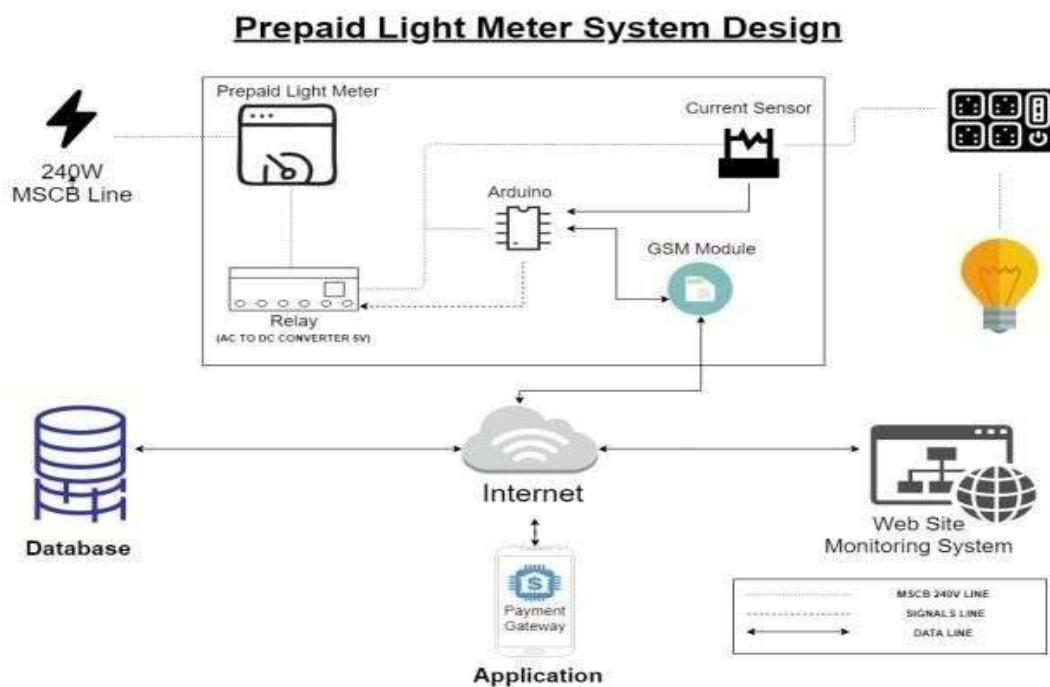 Prepaid Light Meter System Design
Prepaid Light Meter
Current Sensor
240W
MSCB Line
Arduino
GSM Module
Relay
(AC TO DC CONVERTER 5V)
Internet
Database
Web Site
Monitoring System
$
Payment
Gateway
Application
MSCB 240V LINE
SIGNALS LINE
DATA LINE